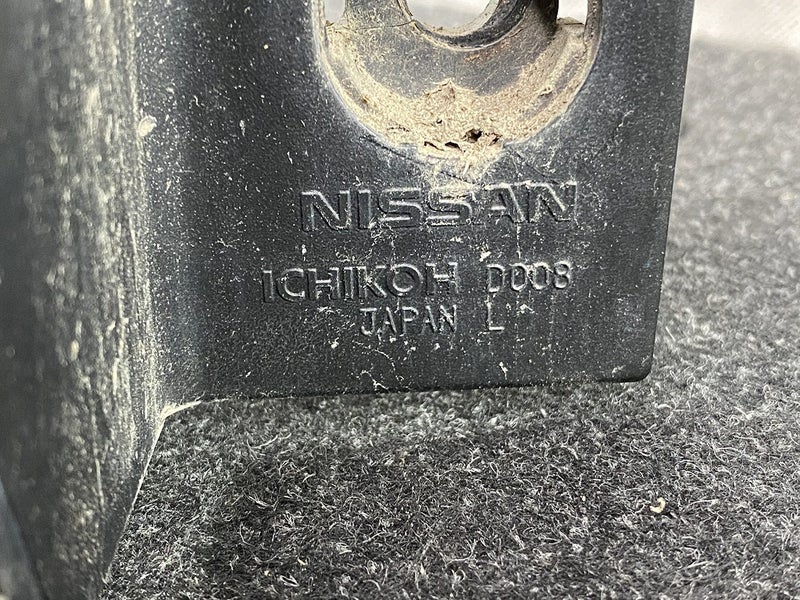 NISSAN
ICHIKOH D008
JAPAN L